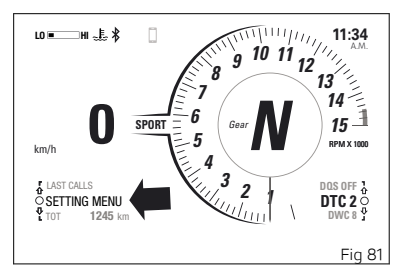 LO HI
11:34
A.M.
10 11
9 12
8 13
7 14
6 15
5
4
3
2
1
RPM X 1000
0
km/h
SPORT
Gear N
LAST CALLS
SETTING MENU
TOT 1245 km
DQS OFF
DTC 2
DWC 8
Fig 81